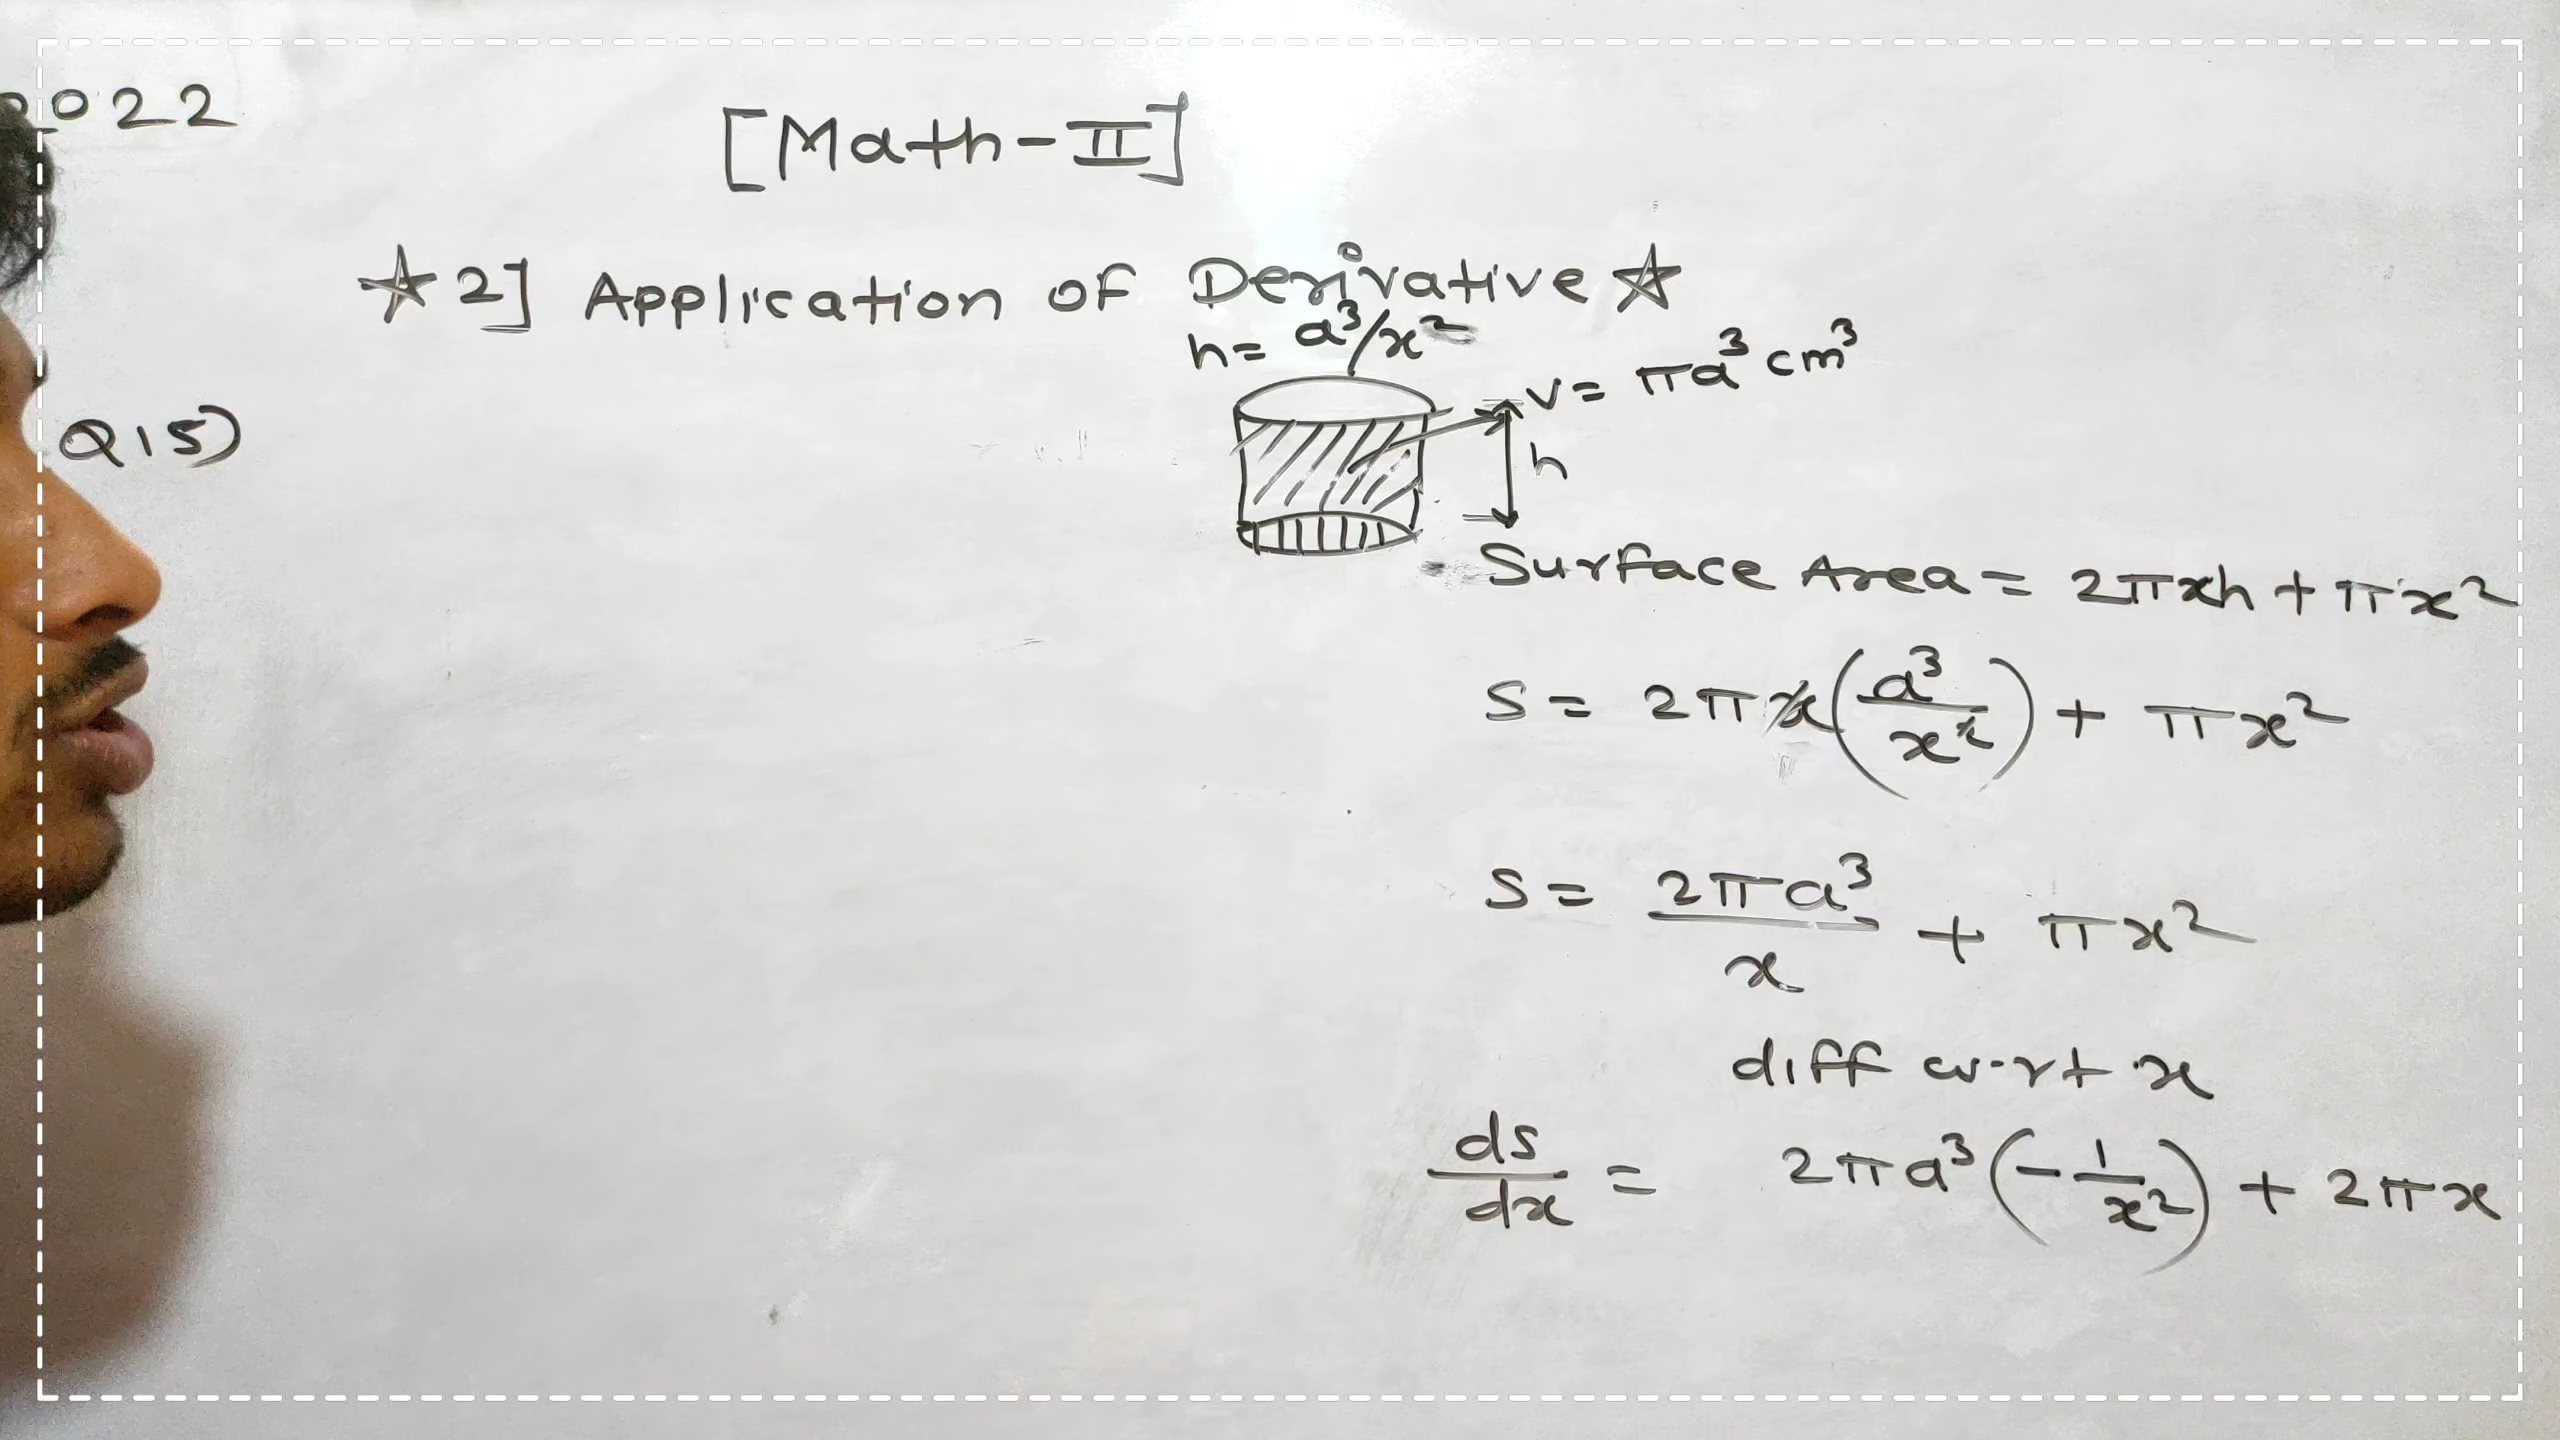 2022
[Math-II]
☆ 2] Application of Derivative ☆
h= a³/x²
V= πa³ cm³
Q15)
h
Surface Area = 2πxh + πx²
S = 2πx(a³/x²) + πx²
S = 2πa³/x + πx²
diff w.r.t x
ds/dx = 2πa³(-1/x²) + 2πx